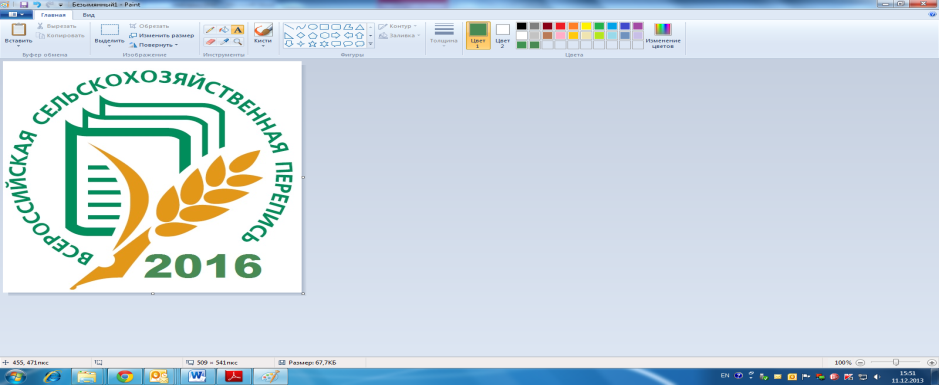 Безымянный1 - Paint
Главная Вид
Вставить
Вырезать
Копировать
Буфер обмена
Выделить
Обрезать
Изменить размер
Повернуть
Изображение
A
Инструменты
Кисти
Контур
Заливка
Фигуры
Толщина
Цвет 1
Цвет 2
Изменение цветов
Цвета
ВСЕРОССИЙСКАЯ СЕЛЬСКОХОЗЯЙСТВЕННАЯ ПЕРЕПИСЬ
2016
455, 471пкс
509 × 541пкс
Размер: 67,7КБ
100%
W
EN
15:51
11.12.2013